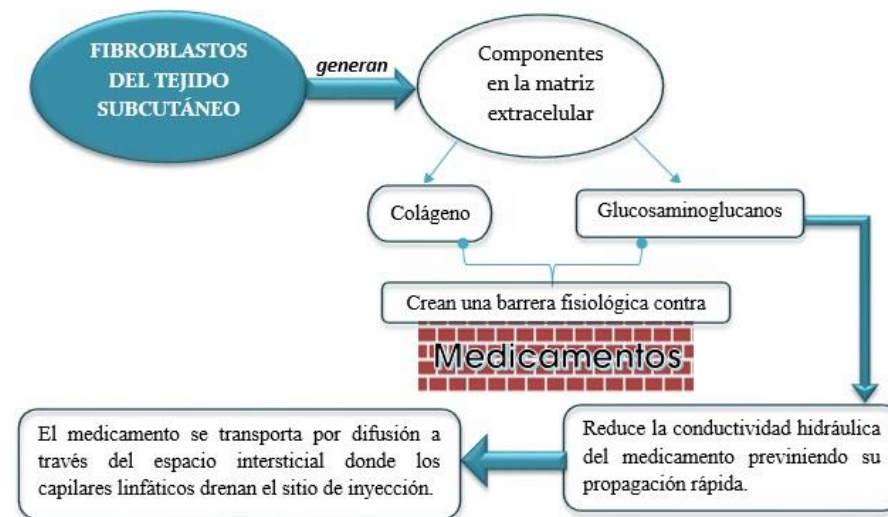 FIBROBLASTOS
DEL TEJIDO
SUBCUTÁNEO
generan
Componentes
en la matriz
extracelular
Colágeno
Glucosaminoglucanos
Crean una barrera fisiológica contra
Medicamentos
Reduce la conductividad hidráulica
del medicamento previniendo su
propagación rápida.
El medicamento se transporta por difusión a
través del espacio intersticial donde los
capilares linfáticos drenan el sitio de inyección.